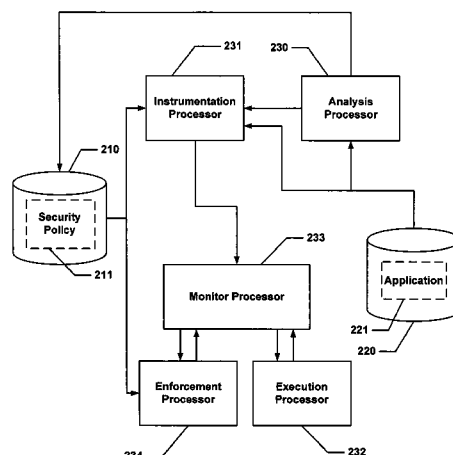 231
230
Instrumentation
Processor
Analysis
Processor
210
Security
Policy
211
233
Monitor Processor
Application
221
220
Enforcement
Processor
Execution
Processor
234
232